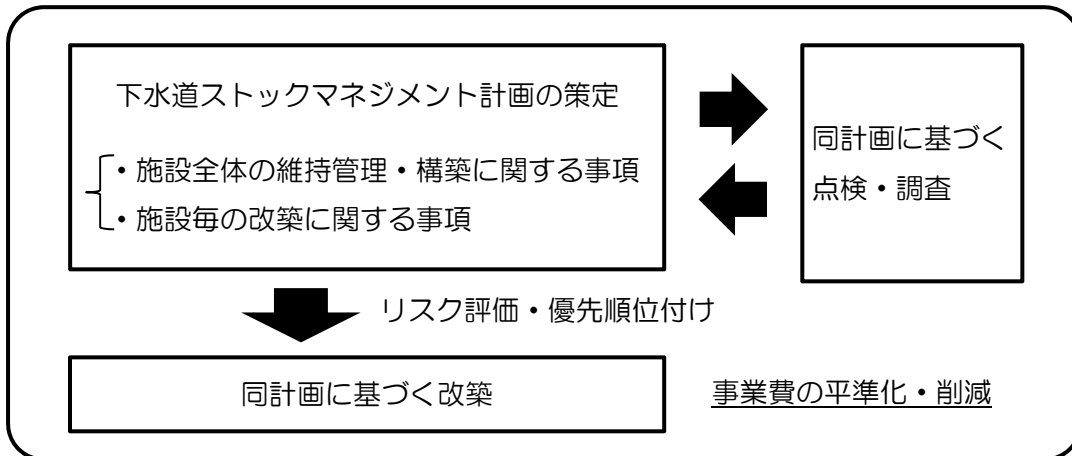 下水道ストックマネジメント計画の策定
・施設全体の維持管理・構築に関する事項
・施設毎の改築に関する事項
同計画に基づく
点検・調査
リスク評価・優先順位付け
同計画に基づく改築
事業費の平準化・削減